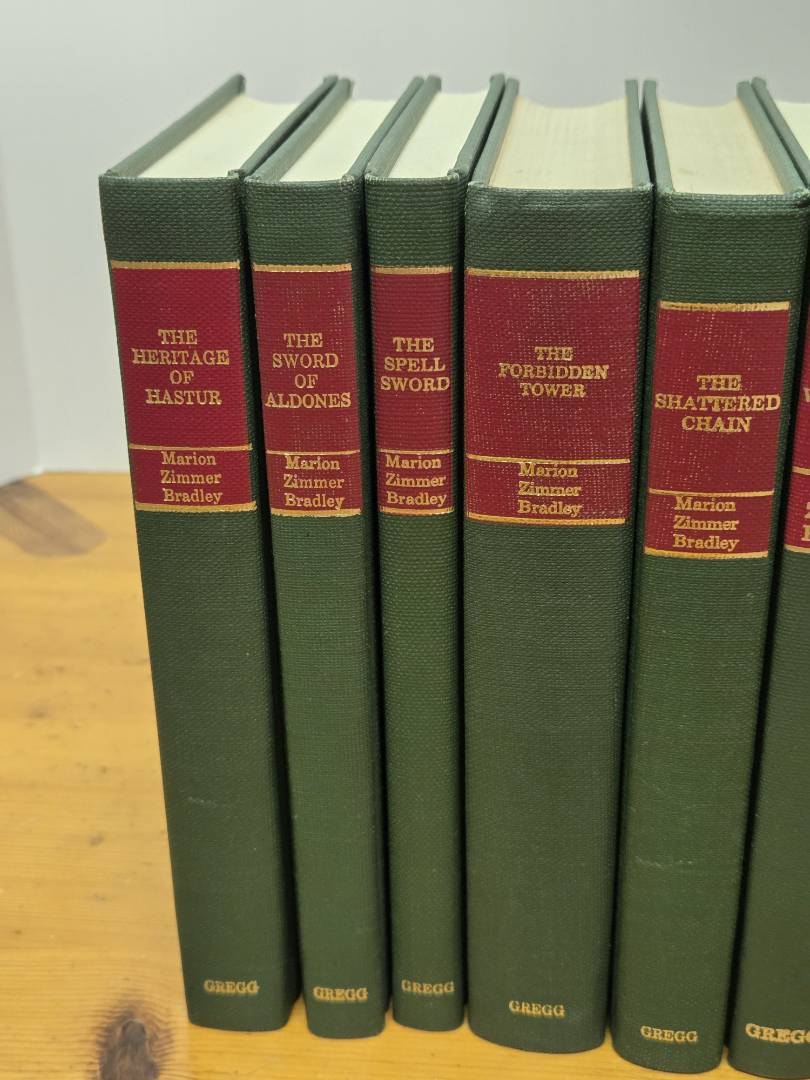 THE
HERITAGE
OF
HASTUR
Marion
Zimmer
Bradley
GREGG
THE
SWORD
OF
ALDONES
Marion
Zimmer
Bradley
GREGG
THE
SPELL
SWORD
Marion
Zimmer
Bradley
GREGG
THE
FORBIDDEN
TOWER
Marion
Zimmer
Bradley
GREGG
THE
SHATTERED
CHAIN
Marion
Zimmer
Bradley
GREGG
GREGG